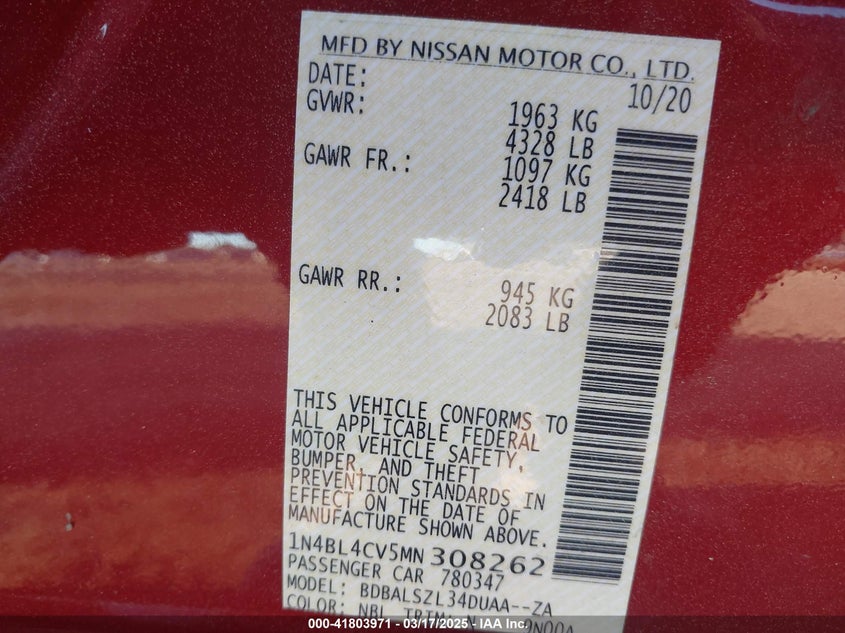 MFD BY NISSAN MOTOR CO., LTD.
DATE: 10/20
GVWR: 1963 KG
4328 LB
GAWR FR.: 1097 KG
2418 LB
GAWR RR.: 945 KG
2083 LB
THIS VEHICLE CONFORMS TO
ALL APPLICABLE FEDERAL
MOTOR VEHICLE SAFETY,
BUMPER, AND THEFT
PREVENTION STANDARDS IN
EFFECT ON THE DATE OF
MANUFACTURE SHOWN ABOVE.
1N4BL4CV5MN308262
PASSENGER CAR 780347
MODEL: BDBALSZL34DUAA--ZA
COLOR: NBL TRIM:
000-41803971 - 03/17/2025 - IAA Inc.